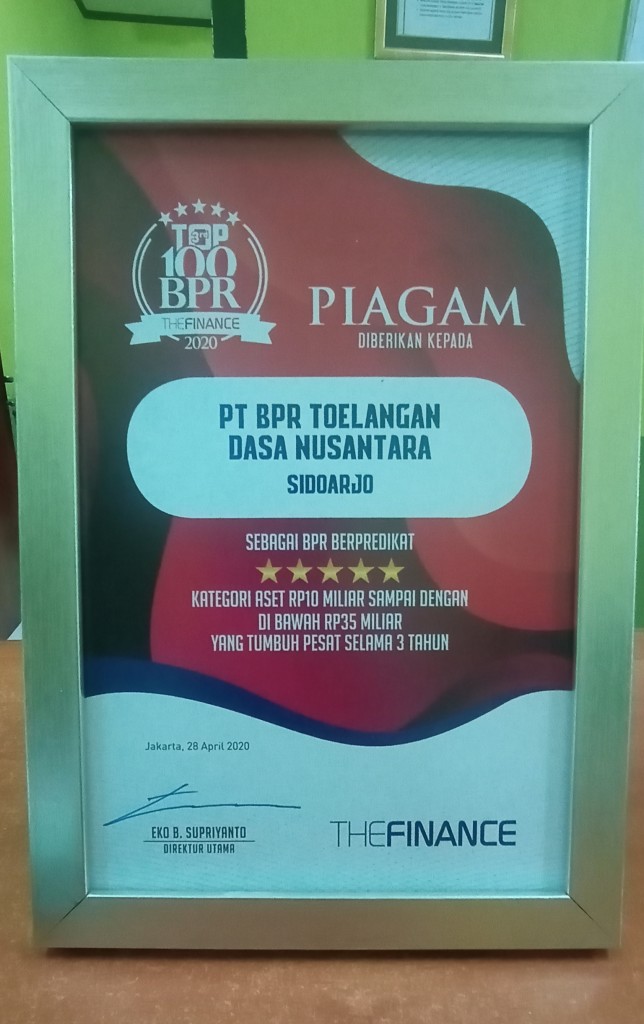 TOP
3rd
100
BPR
THEFINANCE
2020
PIAGAM
DIBERIKAN KEPADA
PT BPR TOELANGAN
DASA NUSANTARA
SIDOARJO
SEBAGAI BPR BERPREDIKAT
KATEGORI ASET RP10 MILIAR SAMPAI DENGAN
DI BAWAH RP35 MILIAR
YANG TUMBUH PESAT SELAMA 3 TAHUN
Jakarta, 28 April 2020
EKO B. SUPRIYANTO
DIREKTUR UTAMA
THEFINANCE